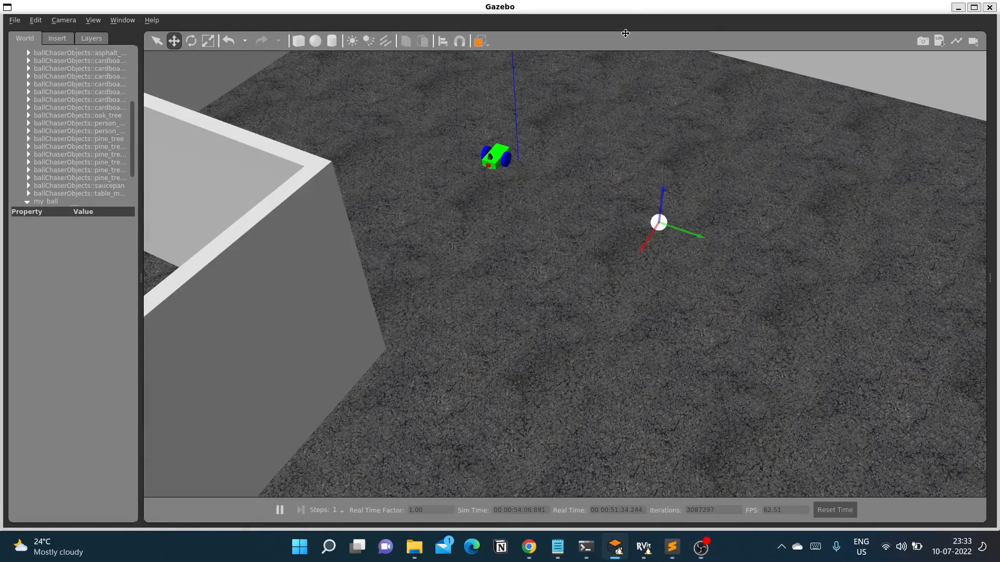 Gazebo
File Edit Camera View Window Help
World Insert Layers
LOG
ballChaserObjects::asphalt_...
ballChaserObjects::cardboa...
ballChaserObjects::cardboa...
ballChaserObjects::cardboa...
ballChaserObjects::cardboa...
ballChaserObjects::cardboa...
ballChaserObjects::cardboa...
ballChaserObjects::cardboa...
ballChaserObjects::oak_tree
ballChaserObjects::person_...
ballChaserObjects::person_...
ballChaserObjects::pine_tree
ballChaserObjects::pine_tre...
ballChaserObjects::pine_tre...
ballChaserObjects::pine_tre...
ballChaserObjects::pine_tre...
ballChaserObjects::pine_tre...
ballChaserObjects::saucepan
ballChaserObjects::table_m...
my_ball
Property Value
Steps: 1 Real Time Factor: 1.00 Sim Time: 00 00:54:06.891 Real Time: 00 00:51:34.244 Iterations: 3087297 FPS: 62.51 Reset Time
24°C
Mostly cloudy
1
RViz
ENG
US
23:33
10-07-2022